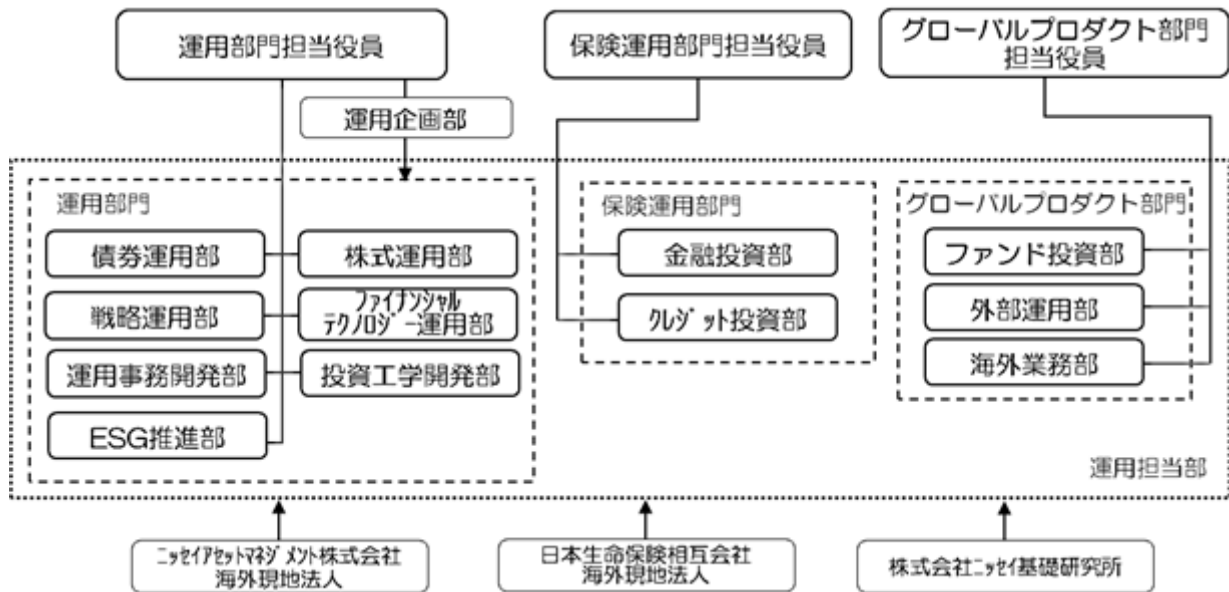 運用部門担当役員
保険運用部門担当役員
グローバルプロダクト部門
担当役員
運用企画部
運用部門
債券運用部
株式運用部
戦略運用部
ファイナンシャル
テクノロジー運用部
運用事務開発部
投資工学開発部
ESG推進部
保険運用部門
金融投資部
クレジット投資部
グローバルプロダクト部門
ファンド投資部
外部運用部
海外業務部
運用担当部
ニッセイアセットマネジメント株式会社
海外現地法人
日本生命保険相互会社
海外現地法人
株式会社ニッセイ基礎研究所